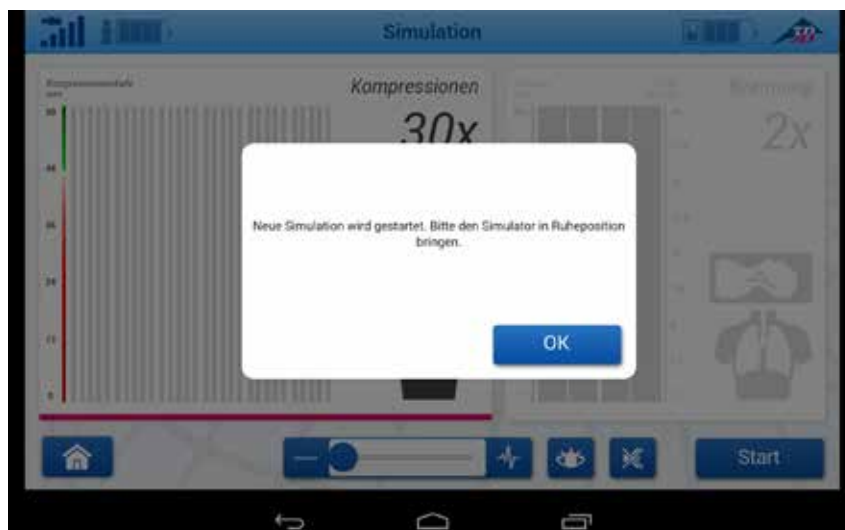 Simulation
Kompressionen
30x
2x
Neue Simulation wird gestartet. Bitte den Simulator in Ruheposition
bringen.
OK
Start